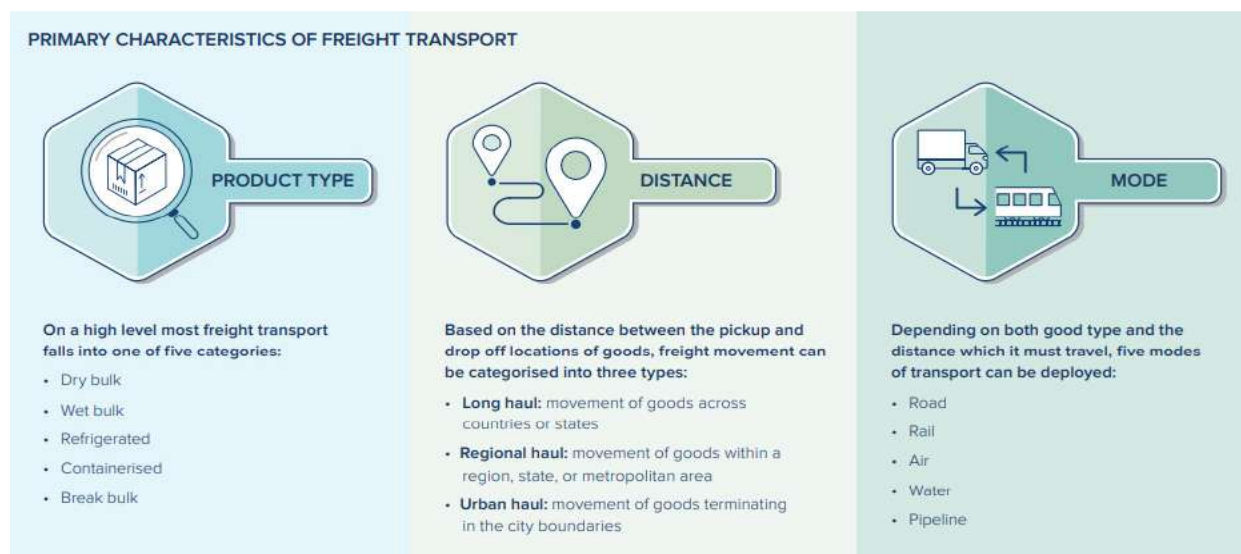 PRIMARY CHARACTERISTICS OF FREIGHT TRANSPORT
PRODUCT TYPE
On a high level most freight transport
falls into one of five categories:
• Dry bulk
• Wet bulk
• Refrigerated
• Containerised
• Break bulk
DISTANCE
Based on the distance between the pickup and
drop off locations of goods, freight movement can
be categorised into three types:
• Long haul: movement of goods across
countries or states
• Regional haul: movement of goods within a
region, state, or metropolitan area
• Urban haul: movement of goods terminating
in the city boundaries
MODE
Depending on both good type and the
distance which it must travel, five modes
of transport can be deployed:
• Road
• Rail
• Air
• Water
• Pipeline